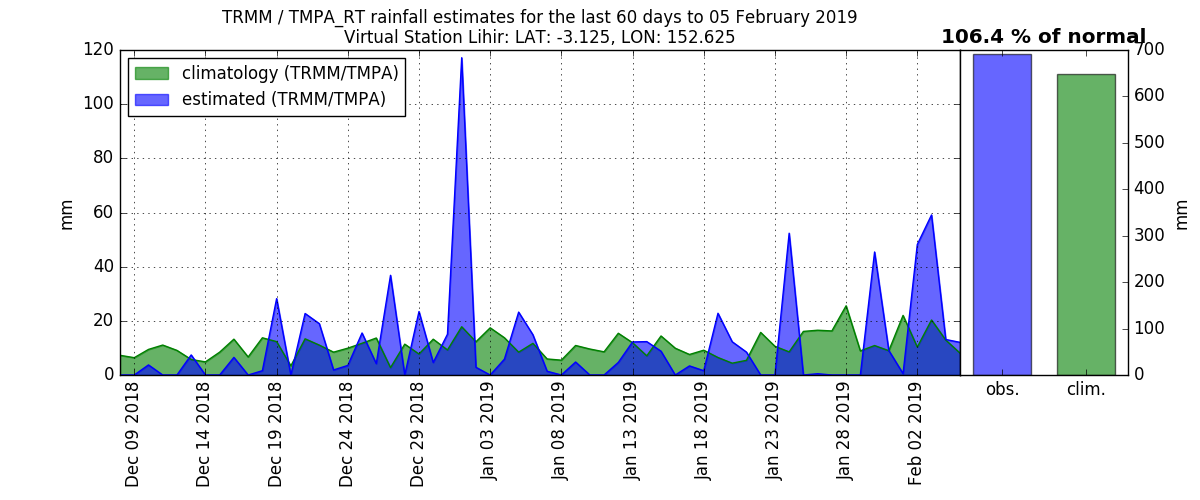 TRMM / TMPA_RT rainfall estimates for the last 60 days to 05 February 2019
Virtual Station Lihir: LAT: -3.125, LON: 152.625
106.4 % of normal
climatology (TRMM/TMPA)
estimated (TRMM/TMPA)
120
100
80
60
40
20
0
mm
700
600
500
400
300
200
100
0
mm
Dec 09 2018
Dec 14 2018
Dec 19 2018
Dec 24 2018
Dec 29 2018
Jan 03 2019
Jan 08 2019
Jan 13 2019
Jan 18 2019
Jan 23 2019
Jan 28 2019
Feb 02 2019
obs.
clim.